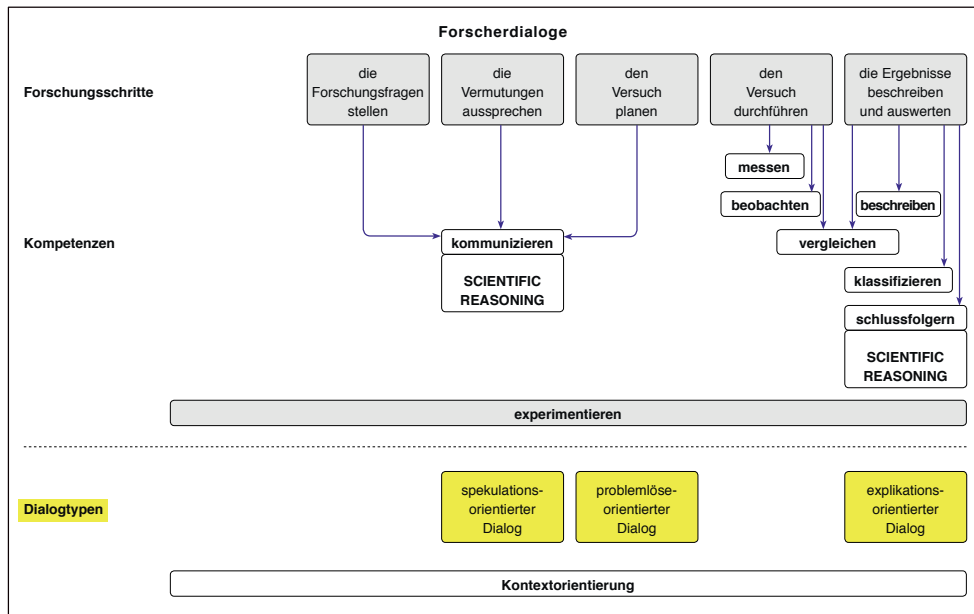 Forscherdialoge
Forschungsschritte
die
Forschungsfragen
stellen
die
Vermutungen
aussprechen
den
Versuch
planen
den
Versuch
durchführen
die Ergebnisse
beschreiben
und auswerten
messen
beobachten
beschreiben
Kompetenzen
kommunizieren
vergleichen
SCIENTIFIC
REASONING
klassifizieren
schlussfolgern
SCIENTIFIC
REASONING
experimentieren
Dialogtypen
spekulations-
orientierter
Dialog
problemlöse-
orientierter
Dialog
explikations-
orientierter
Dialog
Kontextorientierung